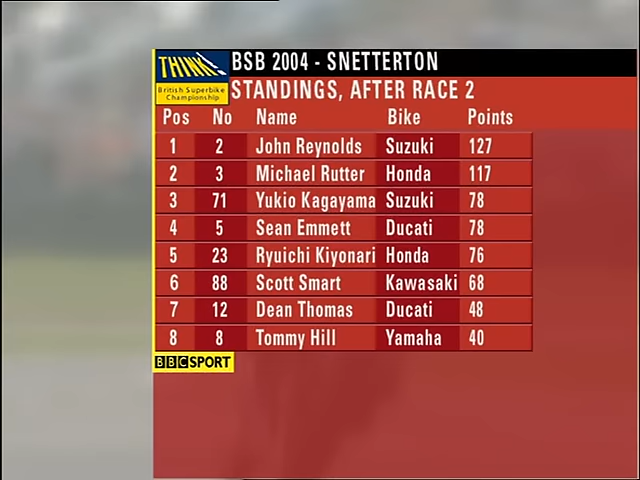 THINK!
British Superbike
Championship
BSB 2004 - SNETTERTON
STANDINGS, AFTER RACE 2
Pos No Name Bike Points
1 2 John Reynolds Suzuki 127
2 3 Michael Rutter Honda 117
3 71 Yukio Kagayama Suzuki 78
4 5 Sean Emmett Ducati 78
5 23 Ryuichi Kiyonari Honda 76
6 88 Scott Smart Kawasaki 68
7 12 Dean Thomas Ducati 48
8 8 Tommy Hill Yamaha 40
BBC SPORT